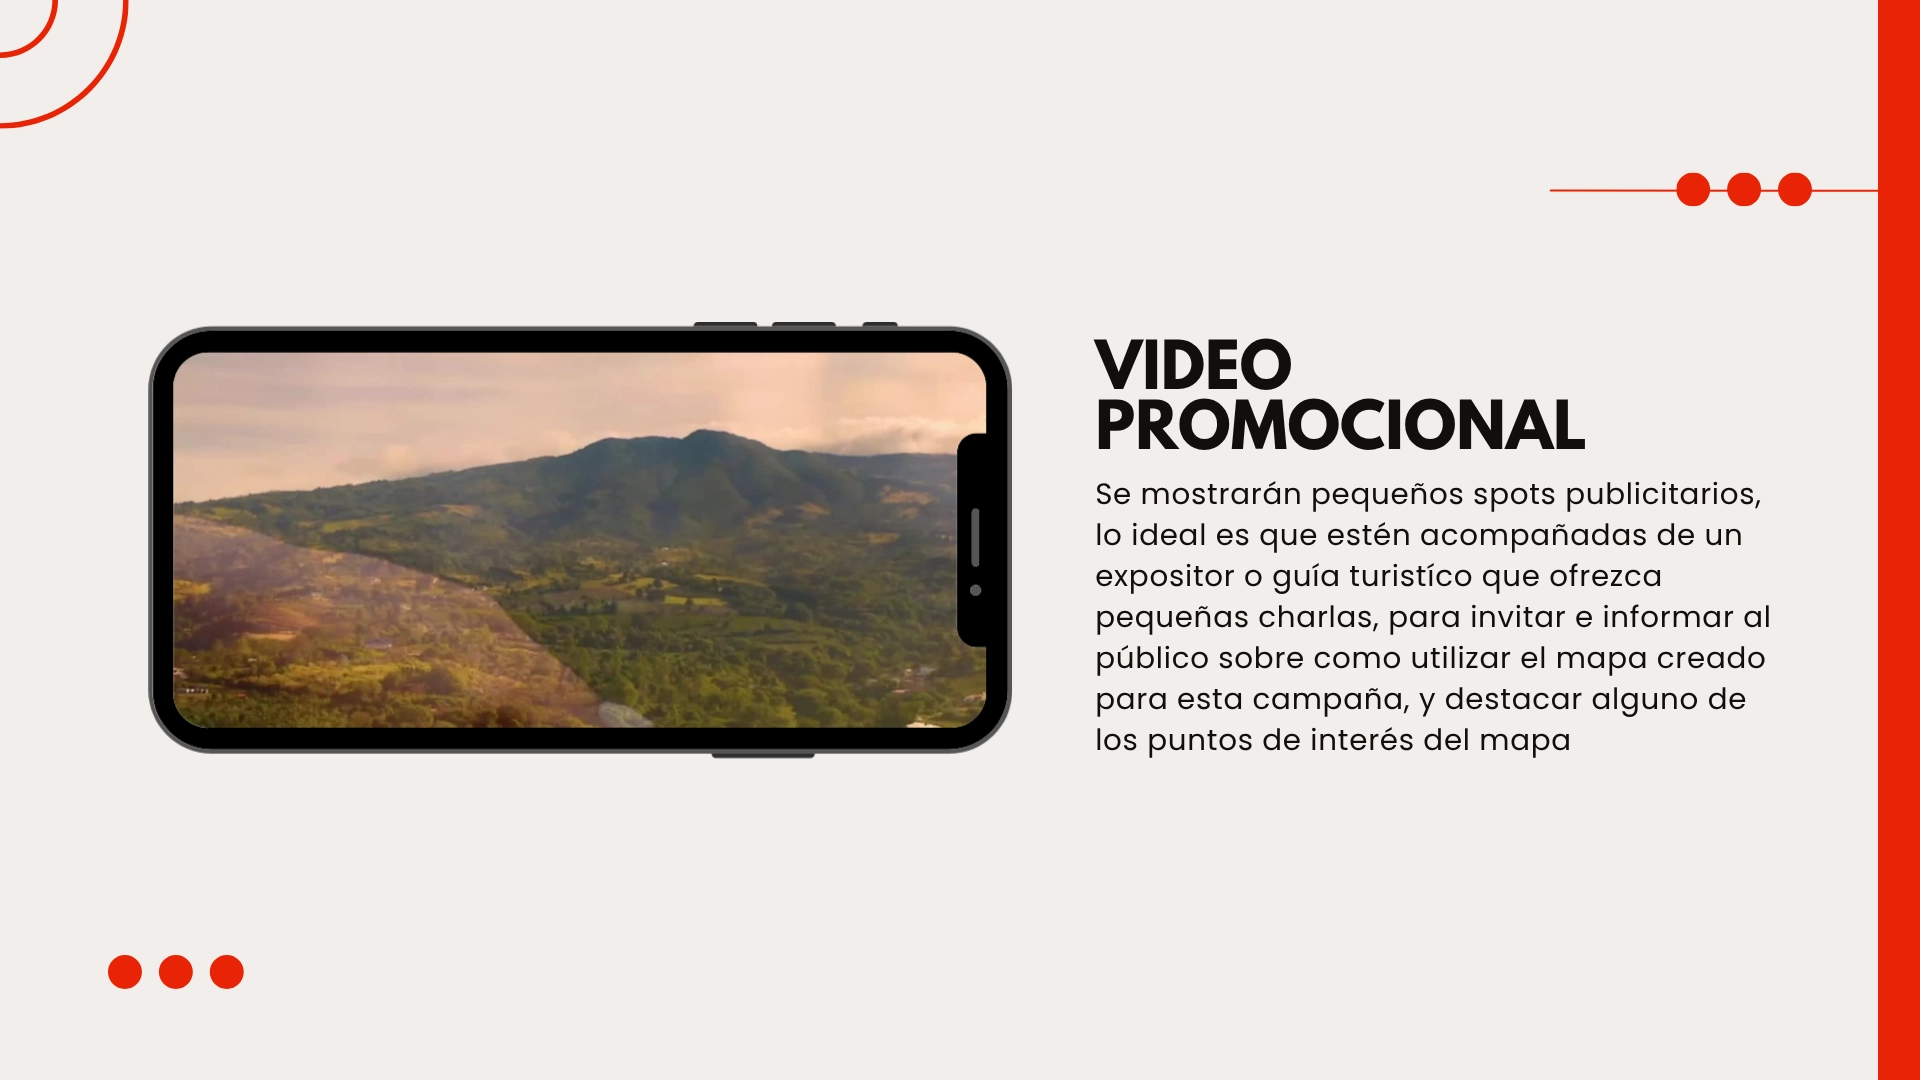 VIDEO
PROMOCIONAL
Se mostrarán pequeños spots publicitarios,
lo ideal es que estén acompañadas de un
expositor o guía turistíco que ofrezca
pequeñas charlas, para invitar e informar al
público sobre como utilizar el mapa creado
para esta campaña, y destacar alguno de
los puntos de interés del mapa